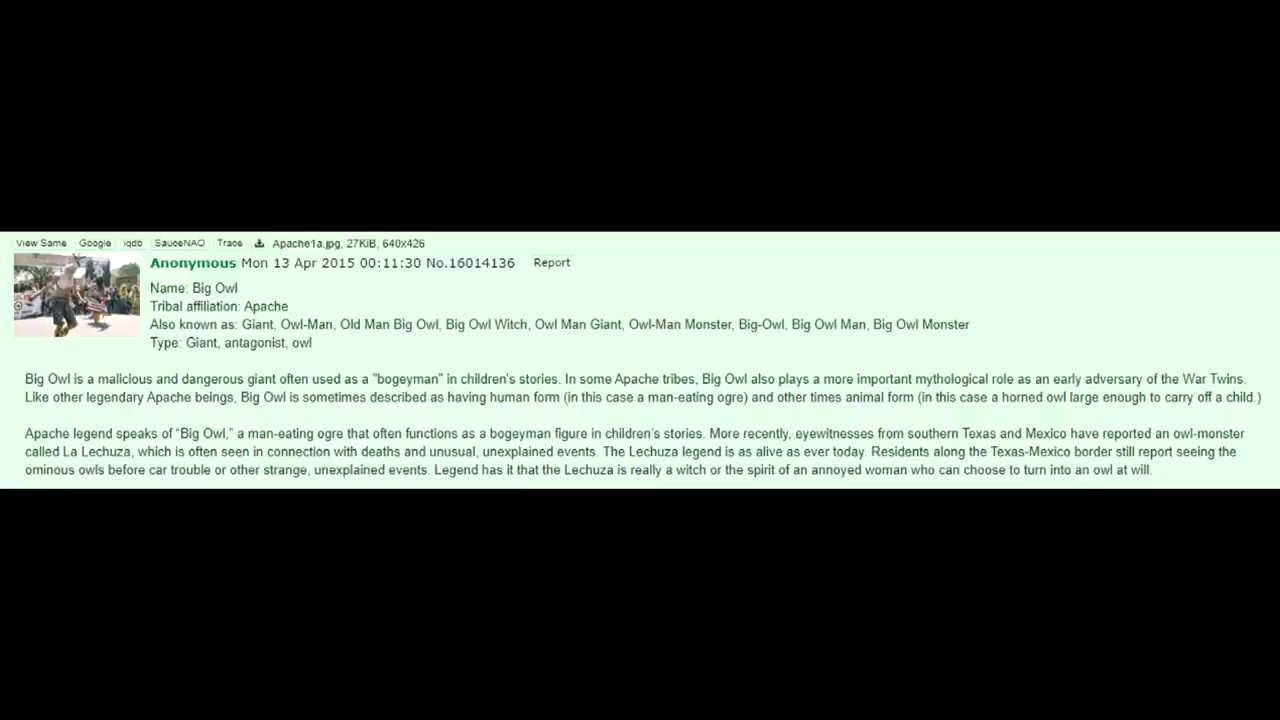 View Same Google iqdb SauceNAO Trace Apache1a.jpg, 27KiB, 640x426
Anonymous Mon 13 Apr 2015 00:11:30 No.16014136 Report
Name: Big Owl
Tribal affiliation: Apache
Also known as: Giant, Owl-Man, Old Man Big Owl, Big Owl Witch, Owl Man Giant, Owl-Man Monster, Big-Owl, Big Owl Man, Big Owl Monster
Type: Giant, antagonist, owl
Big Owl is a malicious and dangerous giant often used as a "bogeyman" in children's stories. In some Apache tribes, Big Owl also plays a more important mythological role as an early adversary of the War Twins.
Like other legendary Apache beings, Big Owl is sometimes described as having human form (in this case a man-eating ogre) and other times animal form (in this case a horned owl large enough to carry off a child.)
Apache legend speaks of “Big Owl,” a man-eating ogre that often functions as a bogeyman figure in children’s stories. More recently, eyewitnesses from southern Texas and Mexico have reported an owl-monster
called La Lechuza, which is often seen in connection with deaths and unusual, unexplained events. The Lechuza legend is as alive as ever today. Residents along the Texas-Mexico border still report seeing the
ominous owls before car trouble or other strange, unexplained events. Legend has it that the Lechuza is really a witch or the spirit of an annoyed woman who can choose to turn into an owl at will.